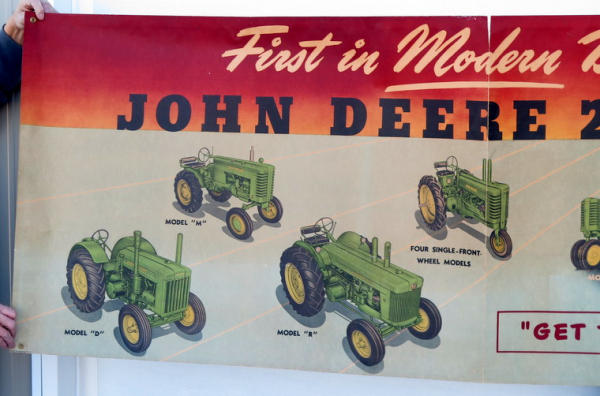 First in Modern
JOHN DEERE 2
MODEL "M"
FOUR SINGLE-FRONT-
WHEEL MODELS
MODEL "D"
MODEL "R"
"GET